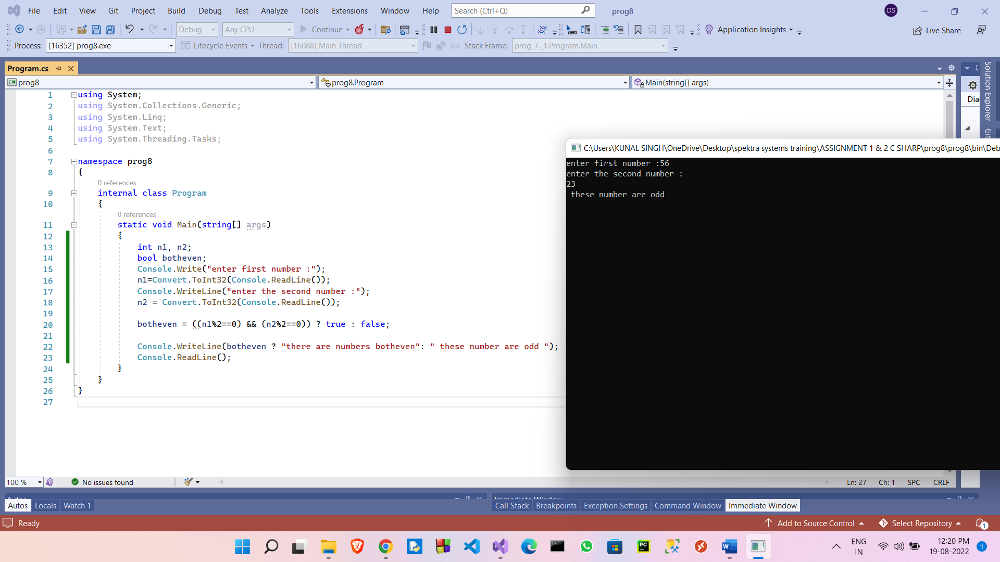 File Edit View Git Project Build Debug Test Analyze Tools Extensions Window Help Search (Ctrl+Q) prog8 DS
Debug Any CPU Continue Application Insights Live Share
Process: [16352] prog8.exe Lifecycle Events Thread: [16088] Main Thread Stack Frame: prog_7._1.Program.Main
Program.cs
prog8 prog8.Program Main(string[] args)
Solution Explorer
Dia
1 using System;
2 using System.Collections.Generic;
3 using System.Linq;
4 using System.Text;
5 using System.Threading.Tasks;
6
7 namespace prog8
8 {
0 references
9 internal class Program
10 {
0 references
11 static void Main(string[] args)
12 {
13 int n1, n2;
14 bool botheven;
15 Console.Write("enter first number :");
16 n1=Convert.ToInt32(Console.ReadLine());
17 Console.WriteLine("enter the second number :");
18 n2 = Convert.ToInt32(Console.ReadLine());
19
20 botheven = ((n1%2==0) && (n2%2==0)) ? true : false;
21
22 Console.WriteLine(botheven ? "there are numbers botheven": " these number are odd ");
23 Console.ReadLine();
24 }
25 }
26 }
27
C:\Users\KUNAL SINGH\OneDrive\Desktop\spektra systems training\ASSIGNMENT 1 & 2 C SHARP\prog8\prog8\bin\Deb
enter first number :56
enter the second number :
23
these number are odd
100 % No issues found Ln: 27 Ch: 1 SPC CRLF
Autos Locals Watch 1 Call Stack Breakpoints Exception Settings Command Window Immediate Window
Ready Add to Source Control Select Repository 1
ENG
IN
12:20 PM
19-08-2022
1